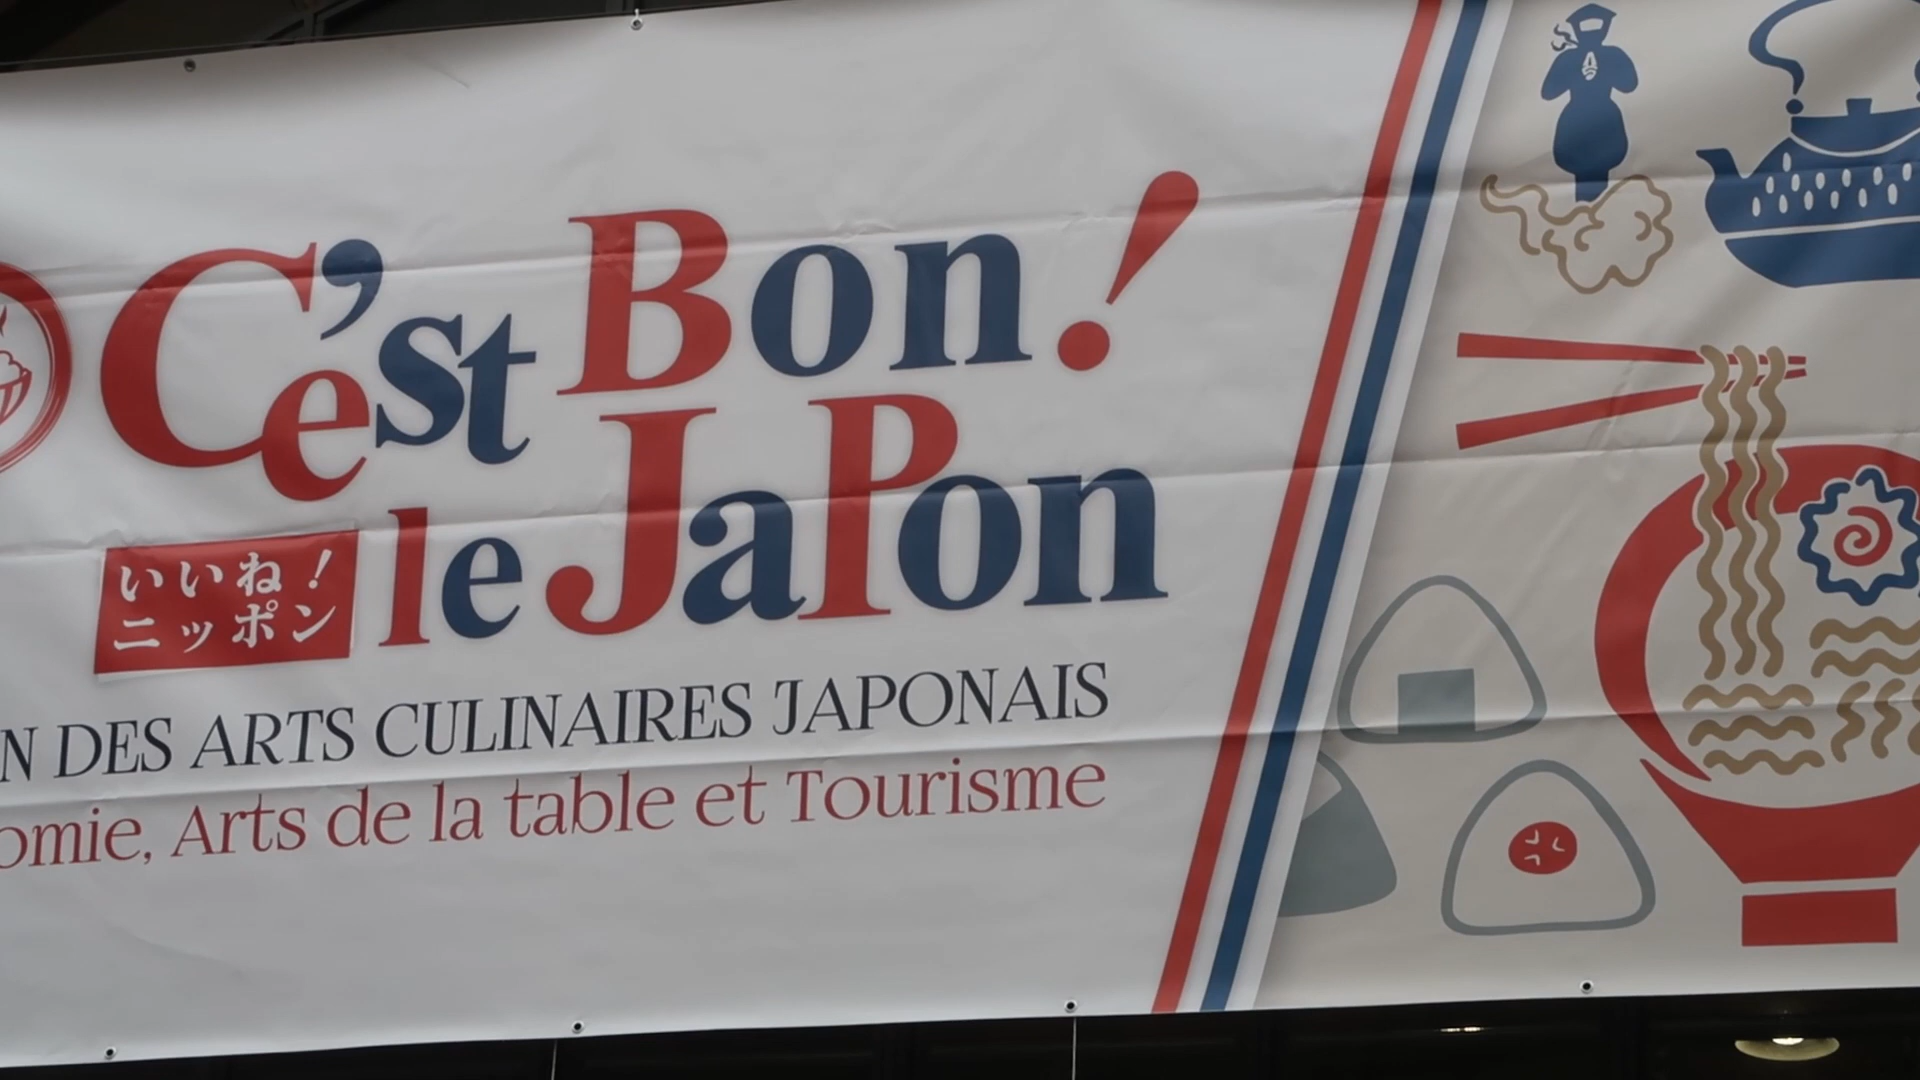 C'est Bon!
le JaPon
いいね！
ニッポン
DES ARTS CULINAIRES JAPONAIS
Arts de la table et Tourisme